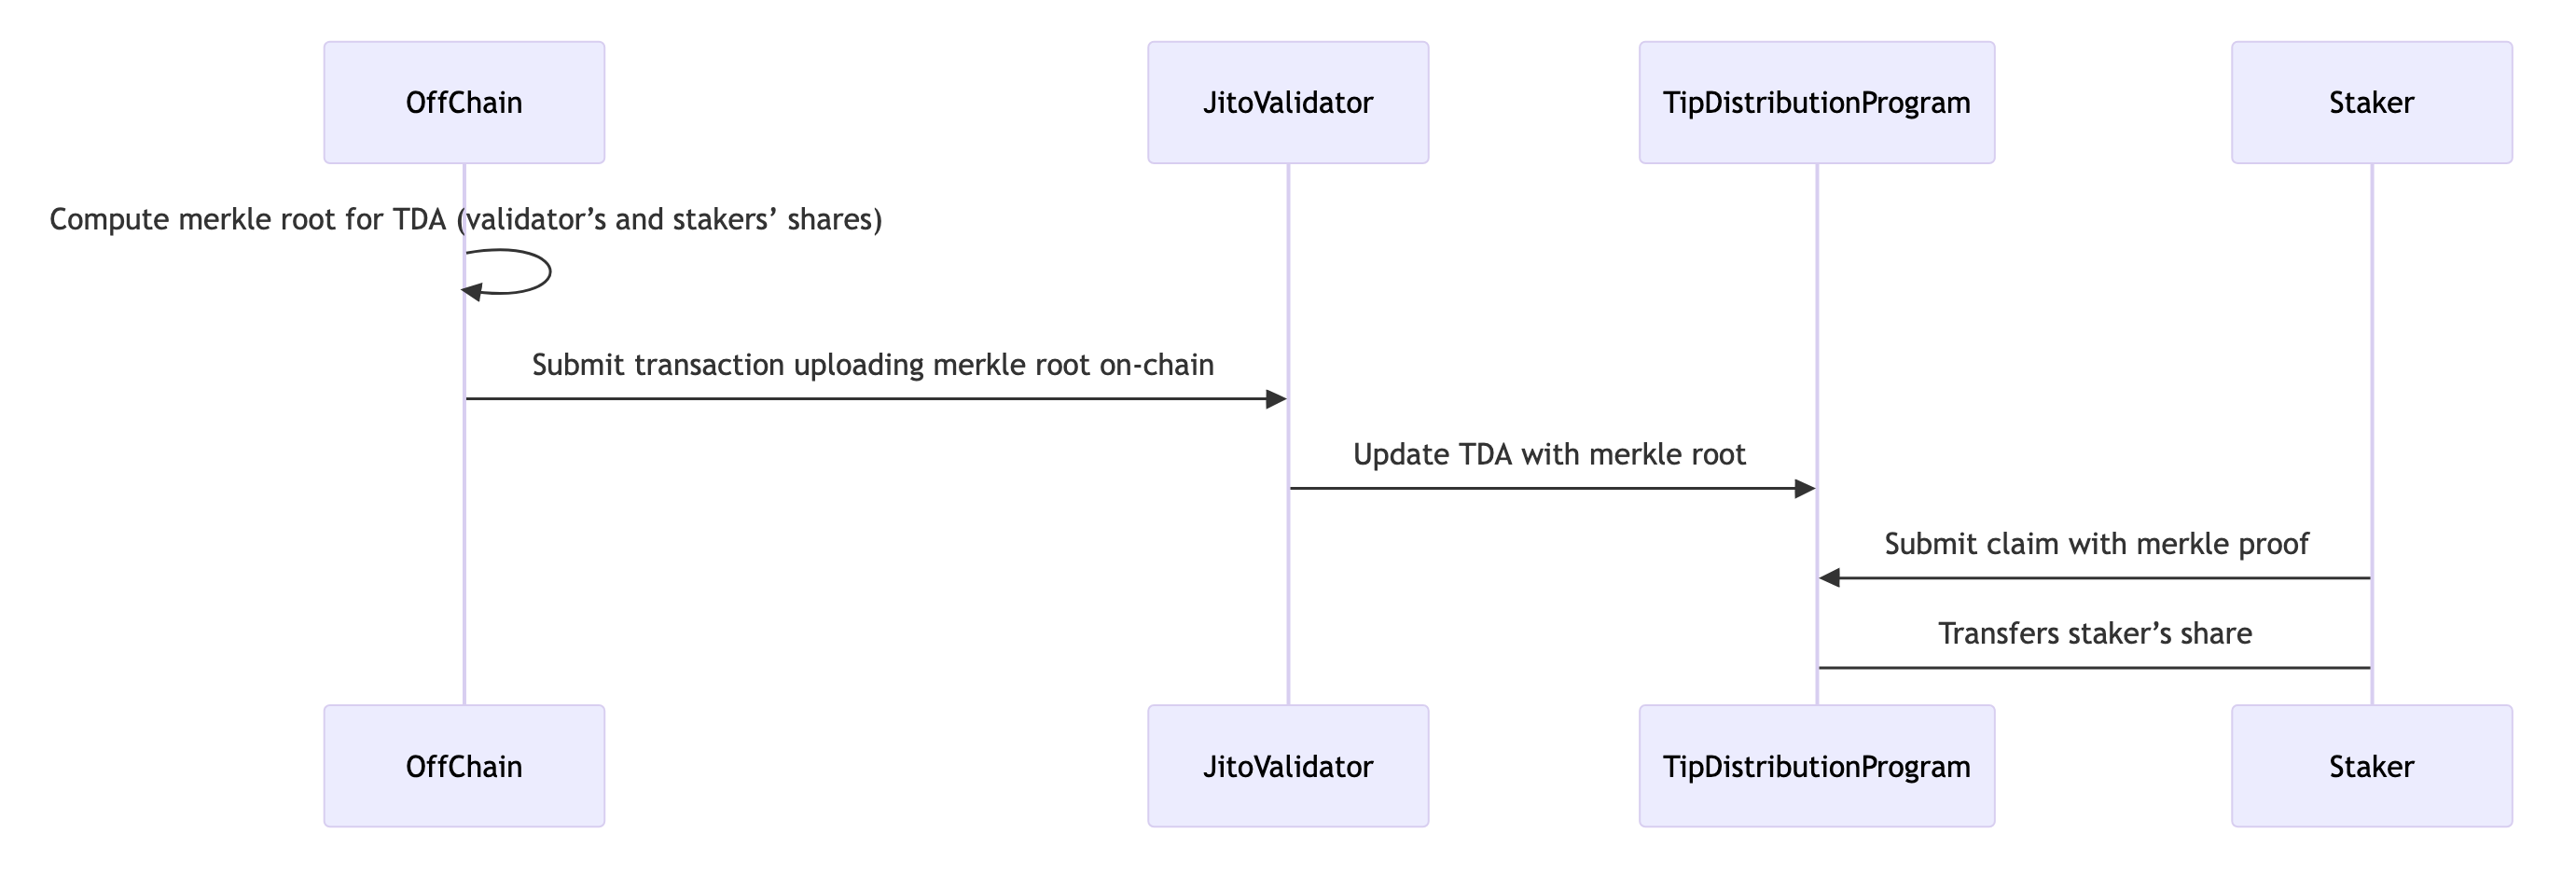 OffChain
JitoValidator
TipDistributionProgram
Staker
Compute merkle root for TDA (validator’s and stakers’ shares)
Submit transaction uploading merkle root on-chain
Update TDA with merkle root
Submit claim with merkle proof
Transfers staker’s share
OffChain
JitoValidator
TipDistributionProgram
Staker